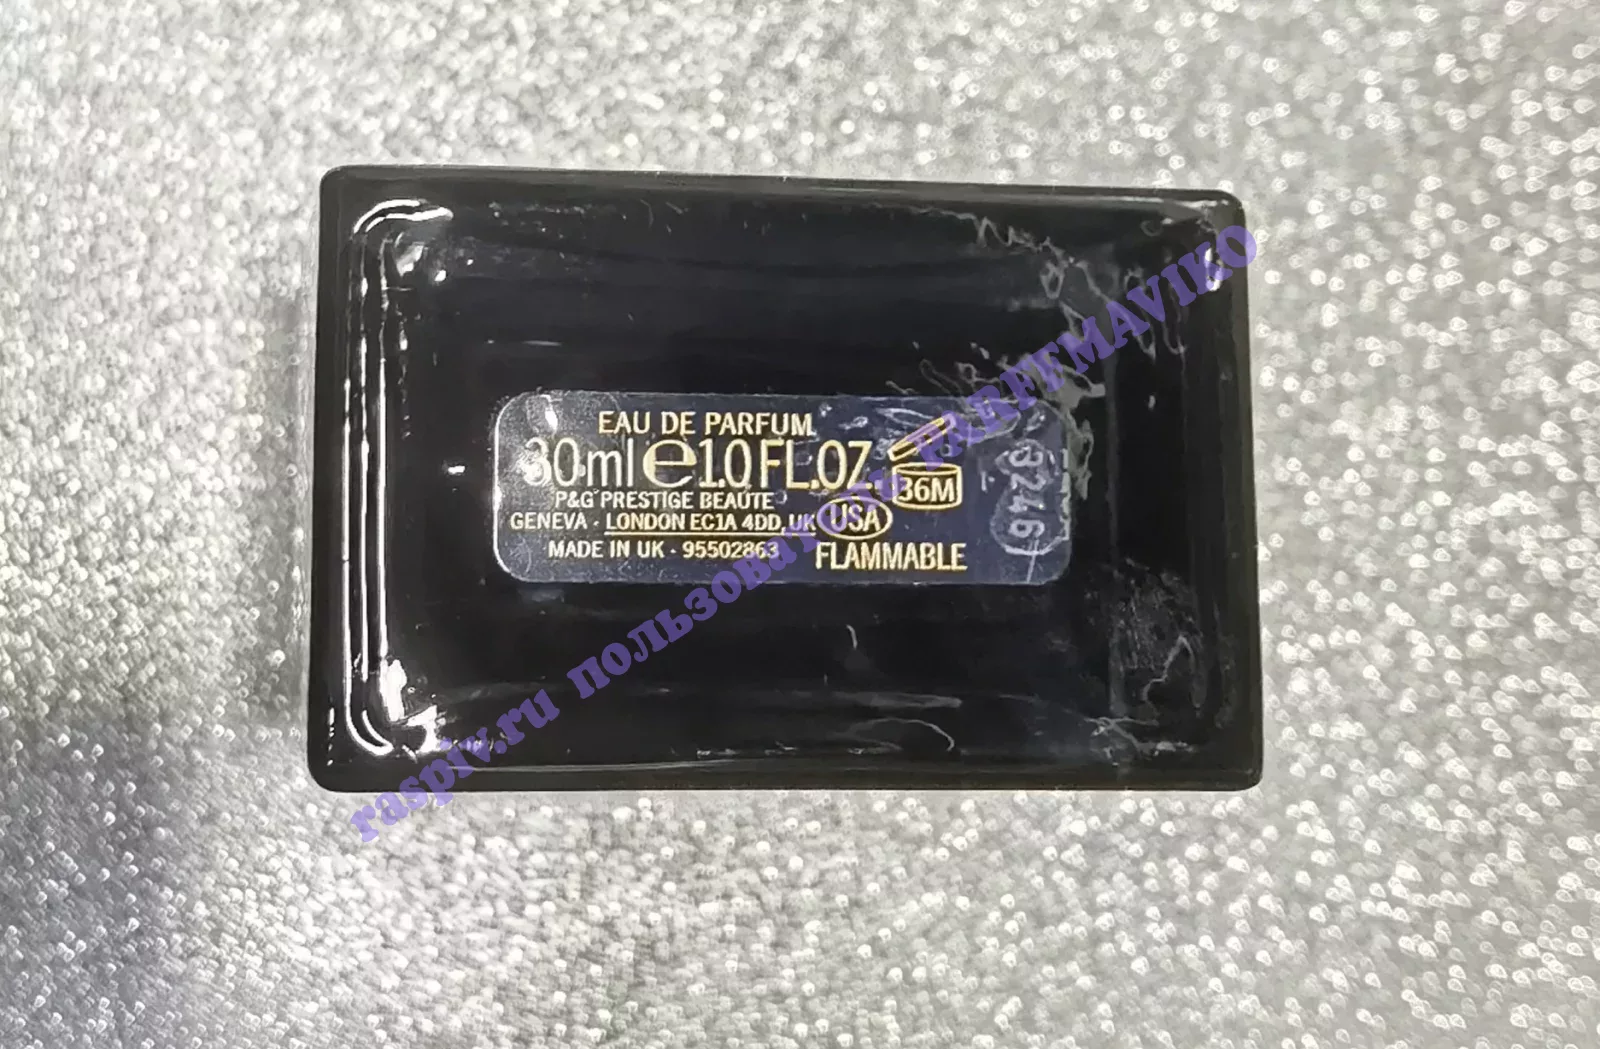 EAU DE PARFUM
30ml e 1.0 FL.OZ.
36M
P&G PRESTIGE BEAUTE
GENEVA · LONDON EC1A 4DD, UK
USA
MADE IN UK · 95502863
FLAMMABLE
3246
raspiv.ru пользователь PARFEMAVIKO